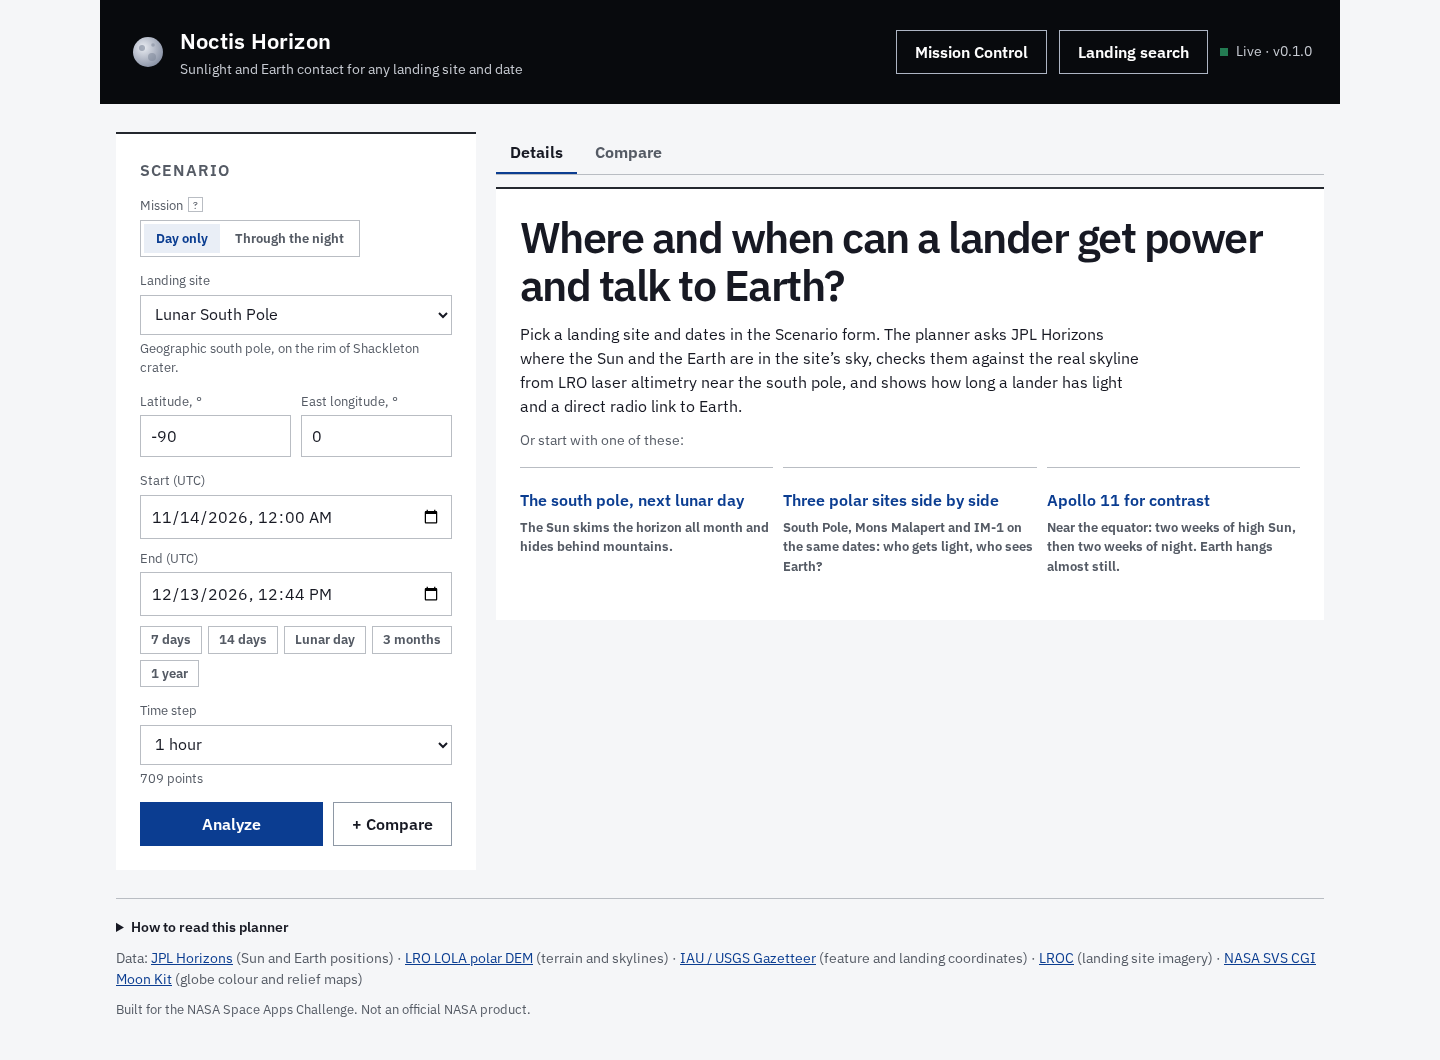 Noctis Horizon
Sunlight and Earth contact for any landing site and date
Mission Control
Landing search
Live · v0.1.0
SCENARIO
Mission ?
Day only
Through the night
Landing site
Lunar South Pole
Geographic south pole, on the rim of Shackleton
crater.
Latitude, °
East longitude, °
-90
0
Start (UTC)
11/14/2026, 12:00 AM
End (UTC)
12/13/2026, 12:44 PM
7 days
14 days
Lunar day
3 months
1 year
Time step
1 hour
709 points
Analyze
+ Compare
Details
Compare
Where and when can a lander get power
and talk to Earth?
Pick a landing site and dates in the Scenario form. The planner asks JPL Horizons
where the Sun and the Earth are in the site’s sky, checks them against the real skyline
from LRO laser altimetry near the south pole, and shows how long a lander has light
and a direct radio link to Earth.
Or start with one of these:
The south pole, next lunar day
The Sun skims the horizon all month and
hides behind mountains.
Three polar sites side by side
South Pole, Mons Malapert and IM-1 on
the same dates: who gets light, who sees
Earth?
Apollo 11 for contrast
Near the equator: two weeks of high Sun,
then two weeks of night. Earth hangs
almost still.
How to read this planner
Data: JPL Horizons (Sun and Earth positions) · LRO LOLA polar DEM (terrain and skylines) · IAU / USGS Gazetteer (feature and landing coordinates) · LROC (landing site imagery) · NASA SVS CGI
Moon Kit (globe colour and relief maps)
Built for the NASA Space Apps Challenge. Not an official NASA product.